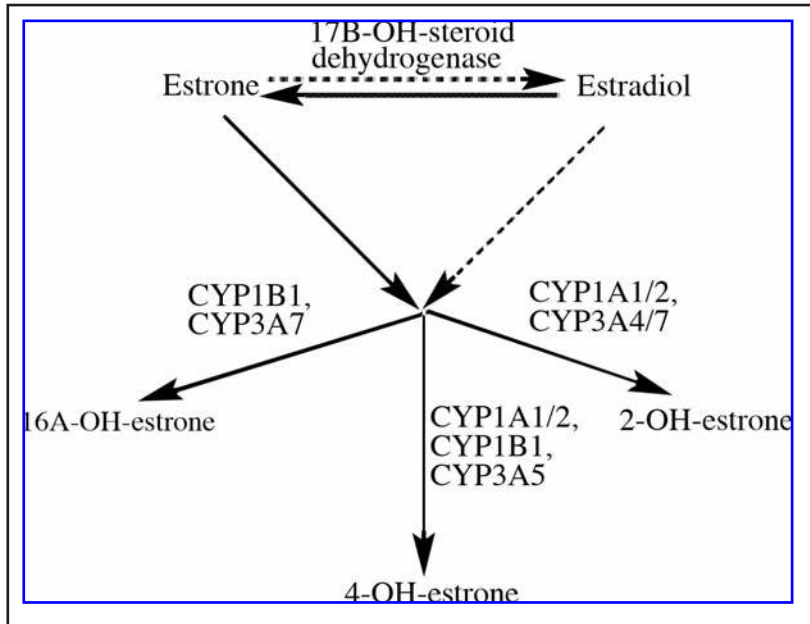 17B-OH-steroid
dehydrogenase
Estrone
Estradiol
CYP1B1,
CYP3A7
CYP1A1/2,
CYP3A4/7
16A-OH-estrone
CYP1A1/2,
CYP1B1,
CYP3A5
2-OH-estrone
4-OH-estrone